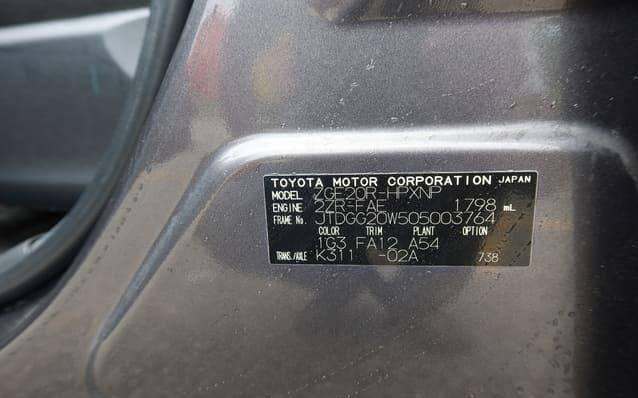 TOYOTA MOTOR CORPORATION JAPAN
MODEL ZGE20R-HPXNP
ENGINE 2ZR-FAE 1798 mL
FRAME No. JTDGG20W505003764
COLOR TRIM PLANT OPTION
1G3 FA12 A54
TRANS./AXLE K311 -02A 738